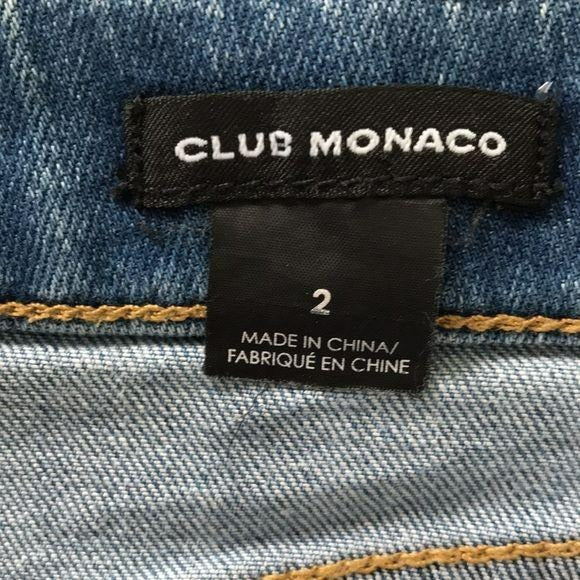 CLUB MONACO
2
MADE IN CHINA/
FABRIQUÉ EN CHINE